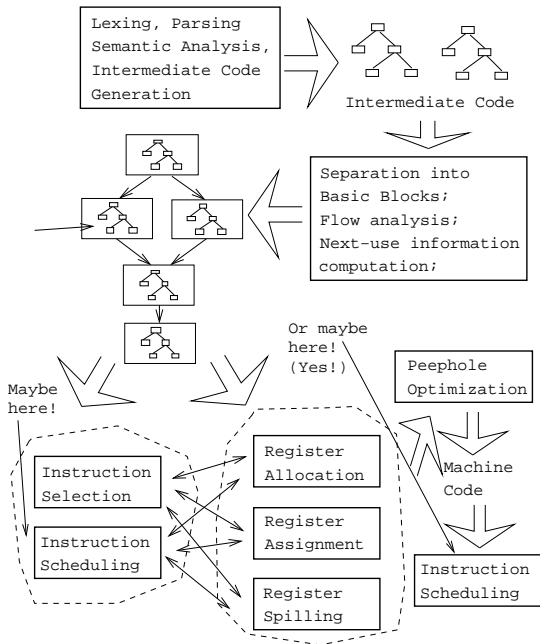 Lexing, Parsing
Semantic Analysis,
Intermediate Code
Generation
Intermediate Code
Separation into
Basic Blocks;
Flow analysis;
Next-use information
computation;
Or maybe
here!
(Yes!)
Maybe
here!
Peephole
Optimization
Instruction
Selection
Instruction
Scheduling
Register
Allocation
Register
Assignment
Register
Spilling
Machine
Code
Instruction
Scheduling